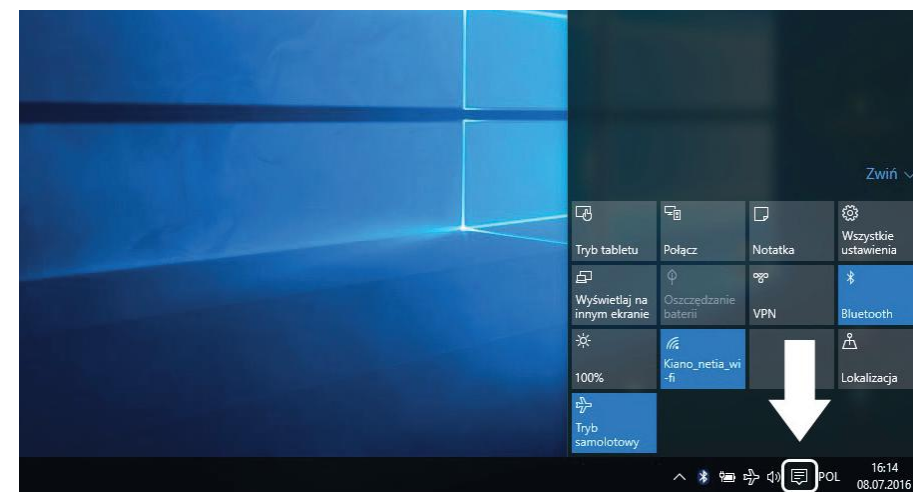 Zwiń
Tryb tabletu
Połącz
Notatka
Wszystkie
ustawienia
Wyświetlaj na
innym ekranie
Oszczędzanie
baterii
VPN
Bluetooth
100%
Kiano_netia_wi
-fi
Lokalizacja
Tryb
samolotowy
POL
16:14
08.07.2016